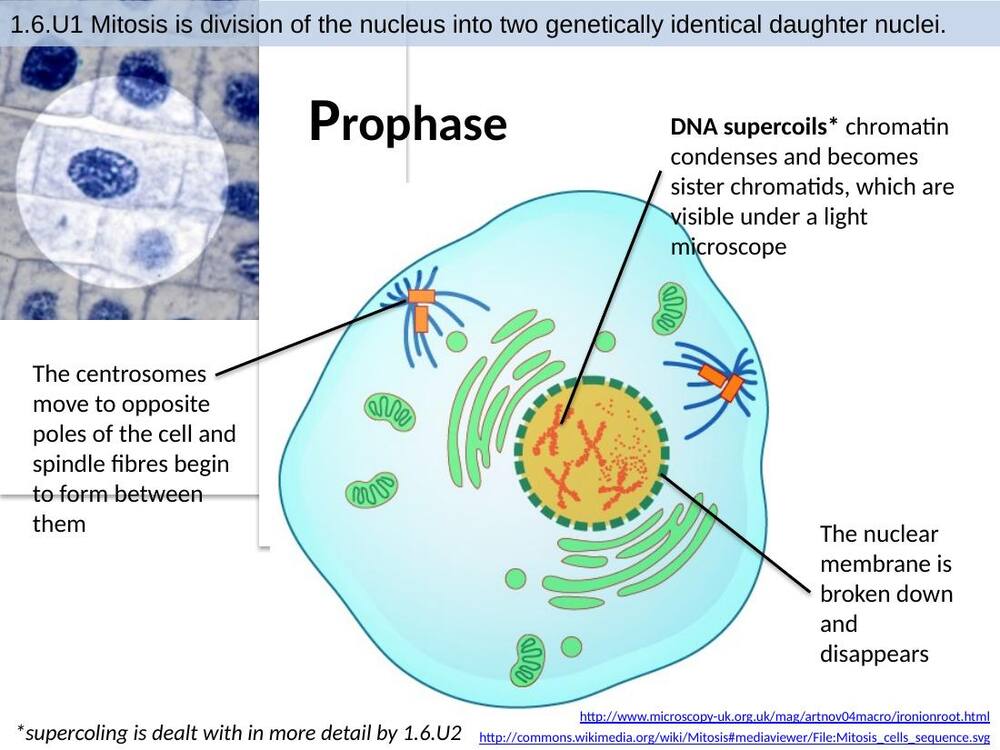 1.6.U1 Mitosis is division of the nucleus into two genetically identical daughter nuclei.
Prophase
DNA supercoils* chromatin
condenses and becomes
sister chromatids, which are
visible under a light
microscope
The centrosomes
move to opposite
poles of the cell and
spindle fibres begin
to form between
them
The nuclear
membrane is
broken down
and
disappears
*supercoling is dealt with in more detail by 1.6.U2
http://www.microscopy-uk.org.uk/mag/artnov04macro/jronionroot.html
http://commons.wikimedia.org/wiki/Mitosis#mediaviewer/File:Mitosis_cells_sequence.svg